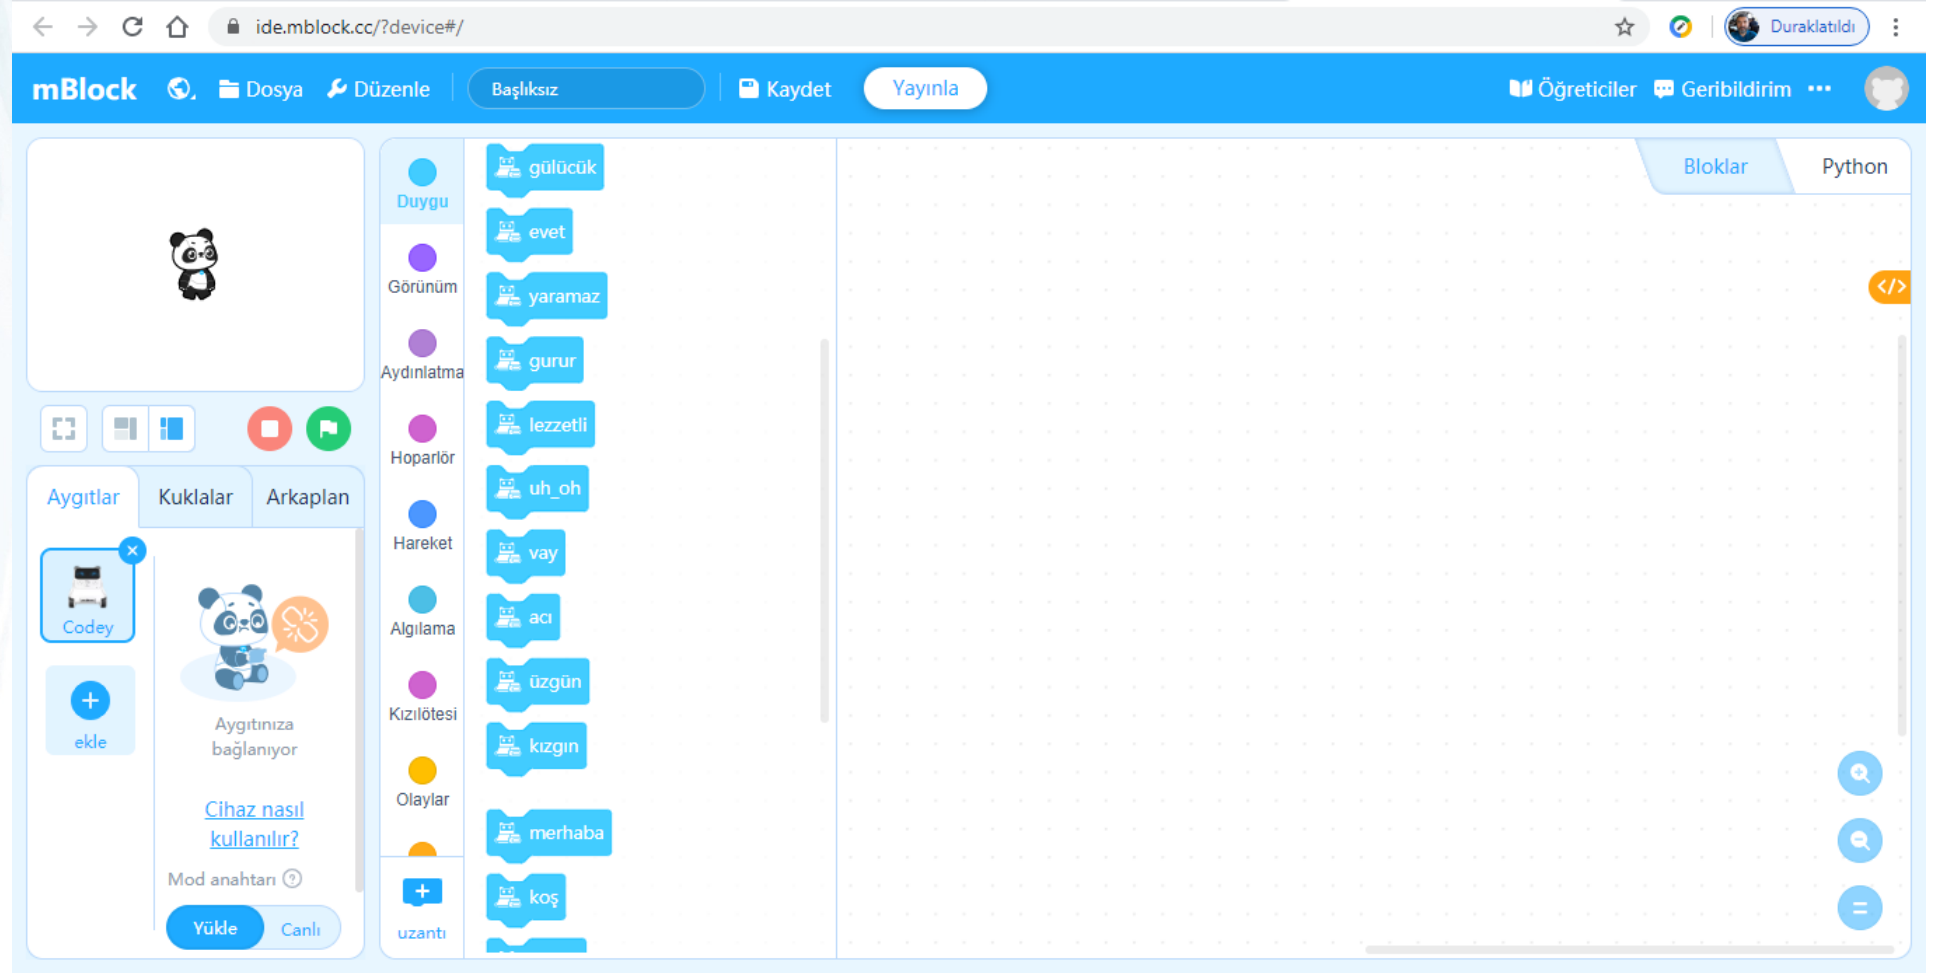 ide.mblock.cc/?device#/
Duraklatıldı
mBlock
Dosya
Düzenle
Başlıksız
Kaydet
Yayınla
Öğreticiler
Geribildirim
Aygıtlar
Kuklalar
Arkaplan
Codey
ekle
Aygıtınıza
bağlanıyor
Cihaz nasıl
kullanılır?
Mod anahtarı
Yükle
Canlı
Duygu
Görünüm
Aydınlatma
Hoparlör
Hareket
Algılama
Kızılötesi
Olaylar
uzantı
gülücük
evet
yaramaz
gurur
lezzetli
uh_oh
vay
acı
üzgün
kızgın
merhaba
koş
Bloklar
Python
</>